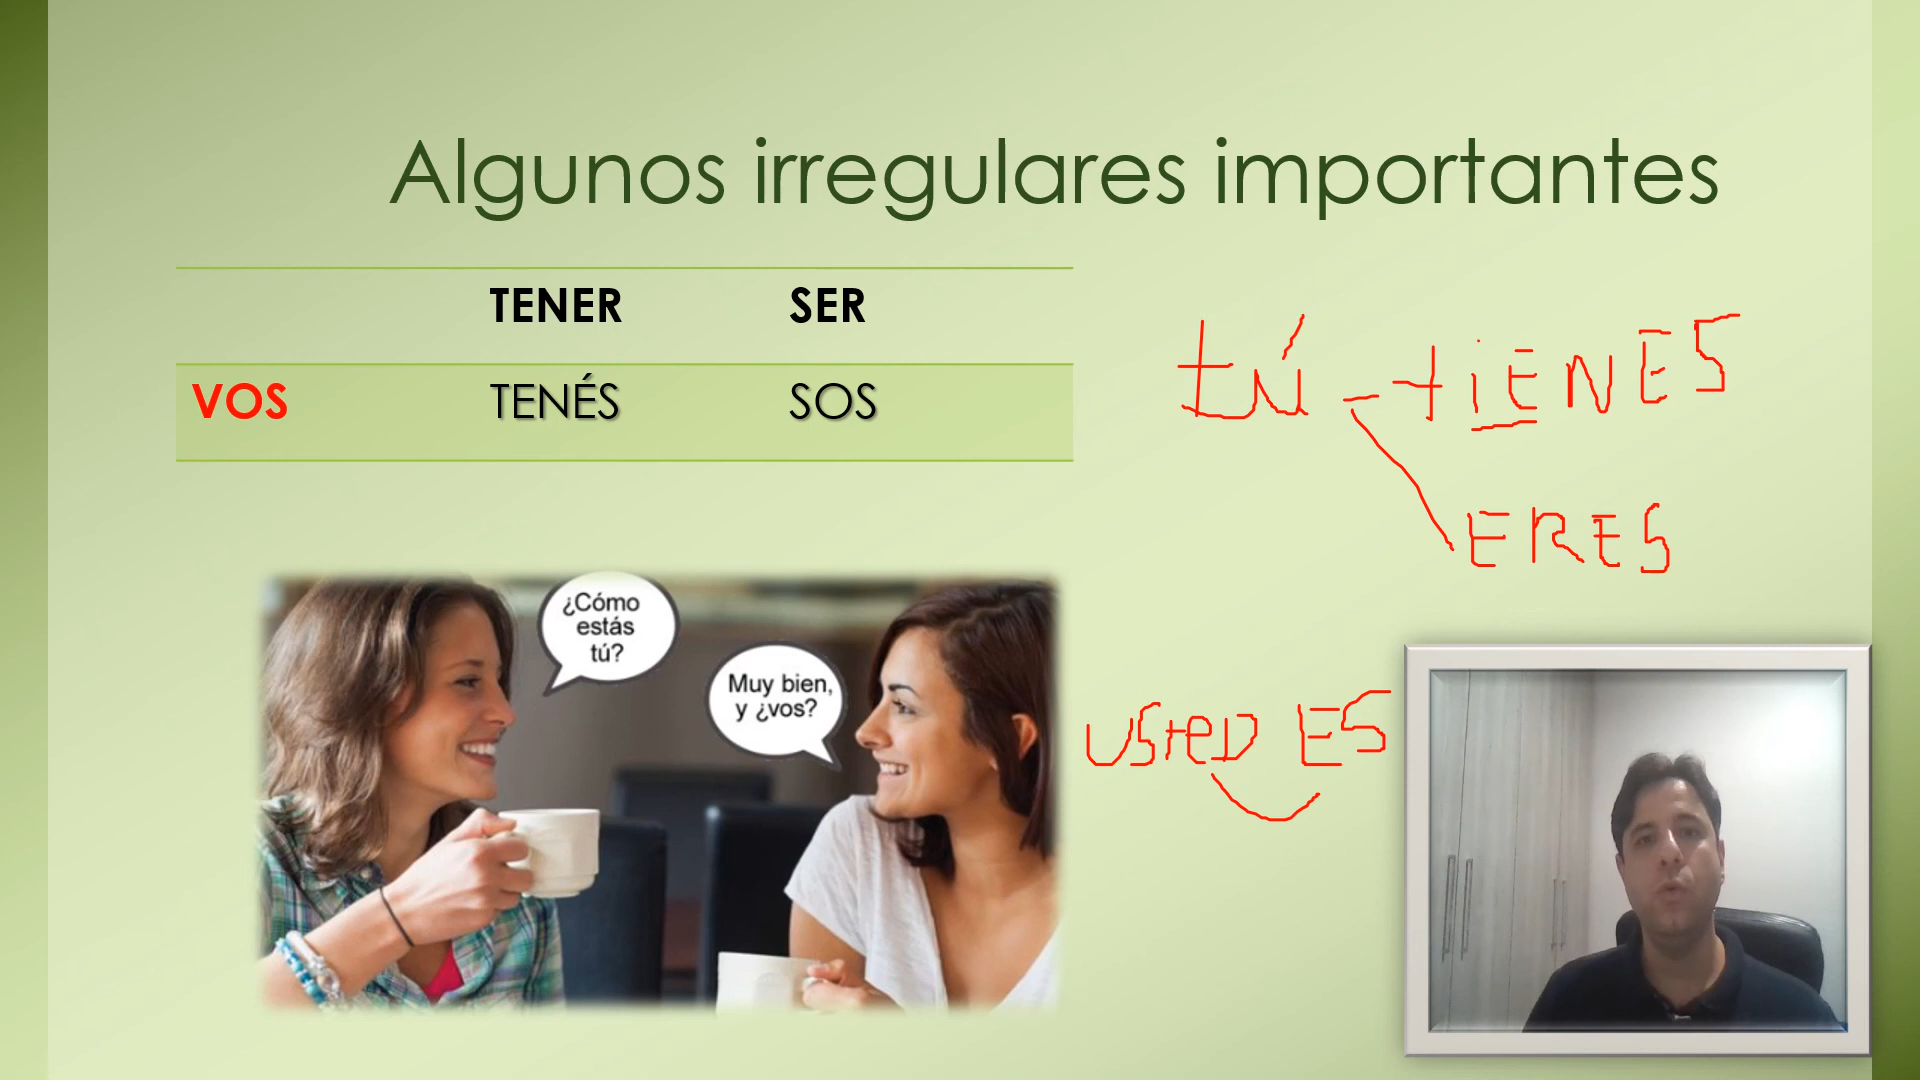 Algunos irregulares importantes
TENER SER
VOS TENÉS SOS
tú - tiENES
ERES
¿Cómo
estás
tú?
Muy bien,
y ¿vos?
USteD ES